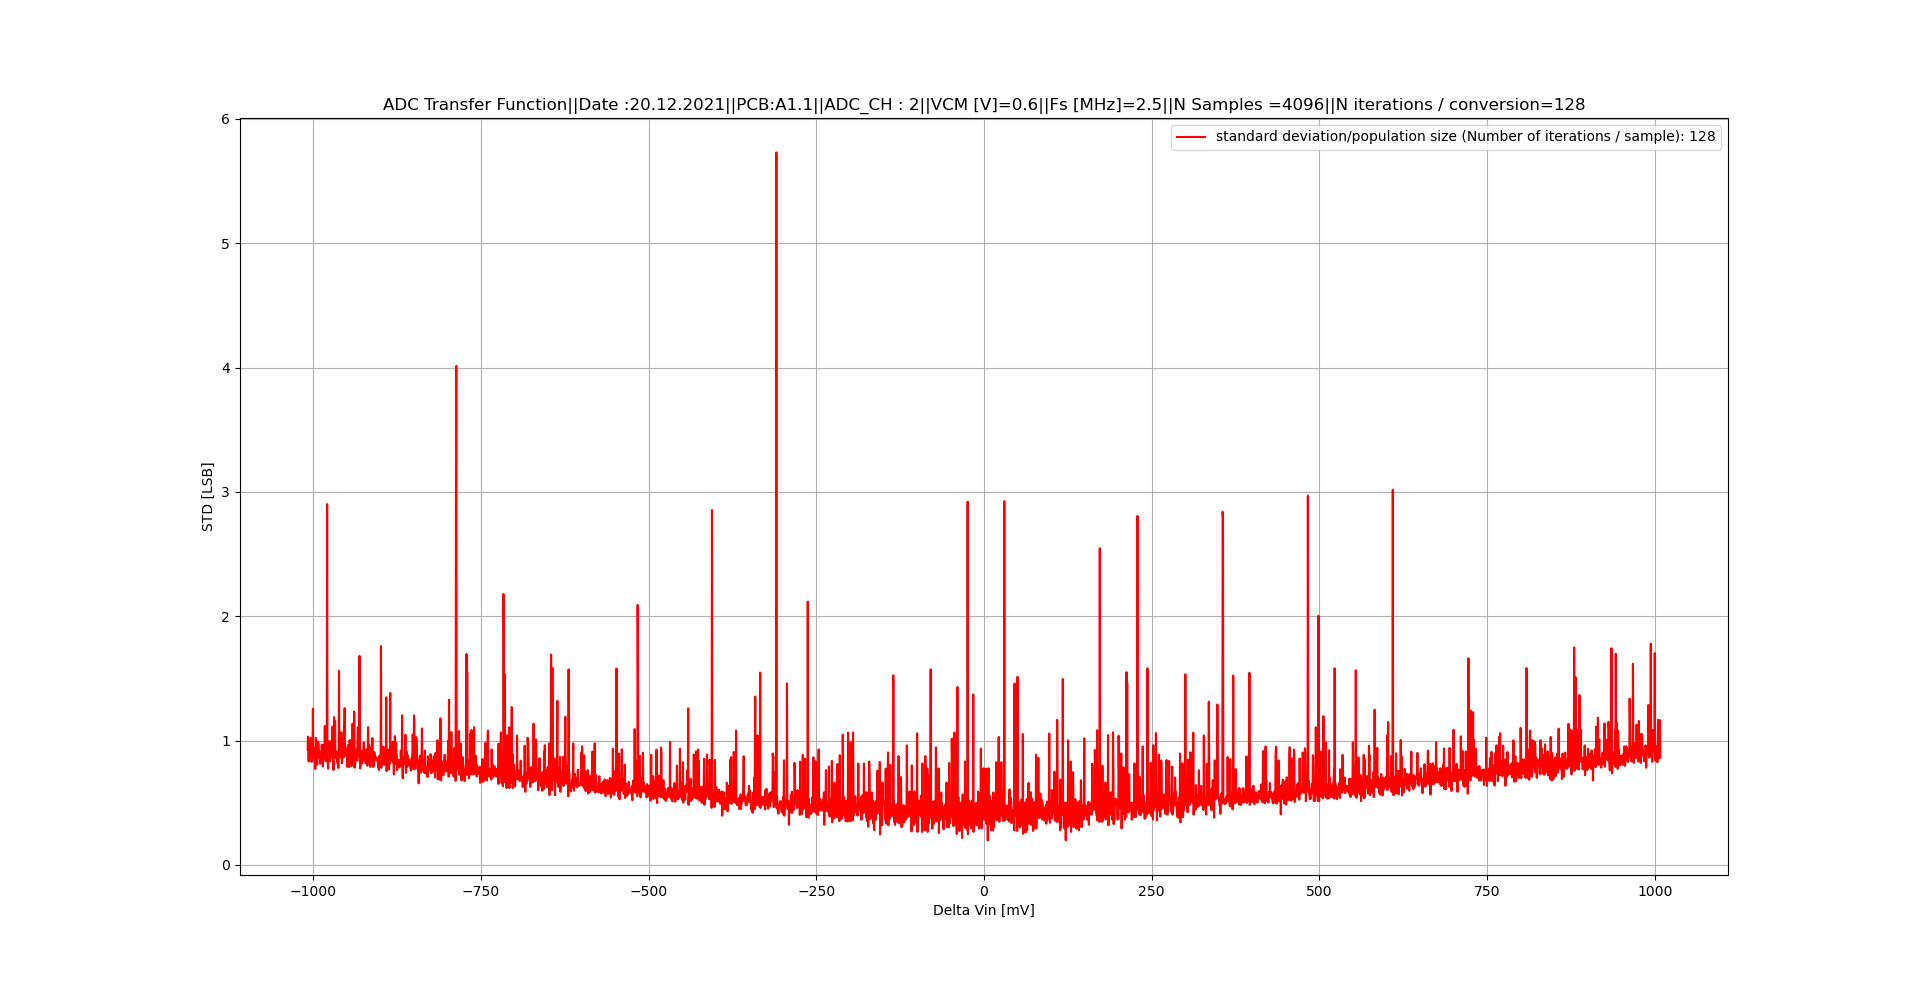 ADC Transfer Function||Date :20.12.2021||PCB:A1.1||ADC_CH : 2||VCM [V]=0.6||Fs [MHz]=2.5||N Samples =4096||N iterations / conversion=128
standard deviation/population size (Number of iterations / sample): 128
6
5
4
3
2
1
0
STD [LSB]
−1000 −750 −500 −250 0 250 500 750 1000
Delta Vin [mV]